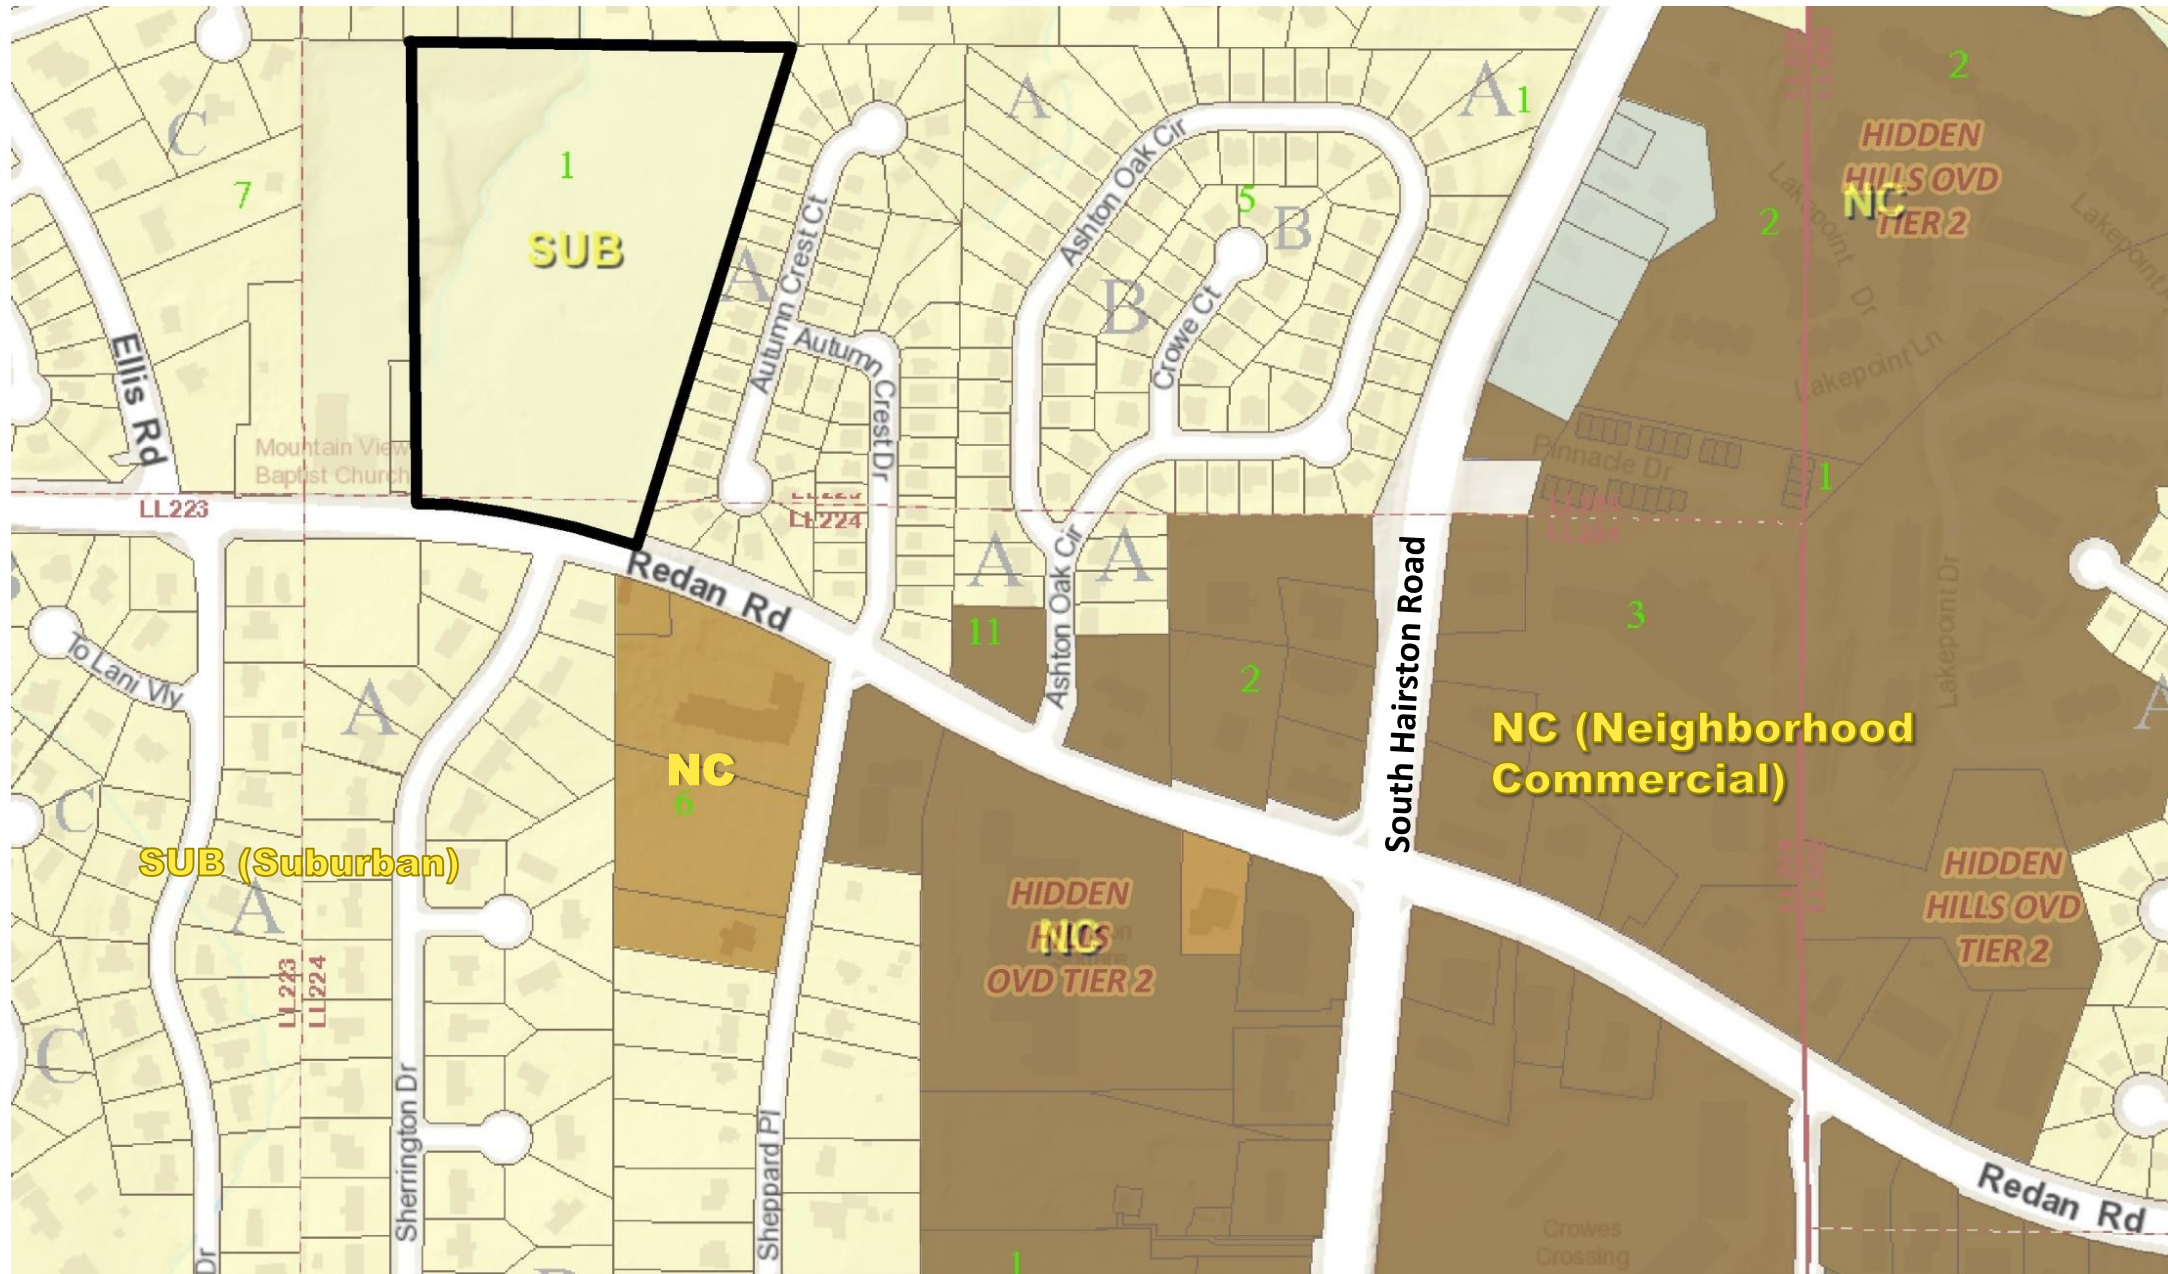 C
7
1
SUB
A
Autumn Crest Ct
Autumn Crest Dr
A
Ashton Oak Cir
5
B
B
Crowe Ct
A
1
2
HIDDEN
HILLS OVD
TIER 2
NC
2
Lakepoint Dr
Lakepoint Ln
Pinnacle Dr
1
Ellis Rd
Mountain View
Baptist Church
LL223
LL224
A
A
Ashton Oak Cir
Redan Rd
To Lani Vly
A
11
2
South Hairston Road
3
Lakepoint Dr
A
NC (Neighborhood
Commercial)
NC
6
C
SUB (Suburban)
A
HIDDEN
HILLS
OVD TIER 2
NC
HIDDEN
HILLS OVD
TIER 2
LL223
LL224
C
Sherrington Dr
Sheppard Pl
Dr
1
Crowes
Crossing
Redan Rd